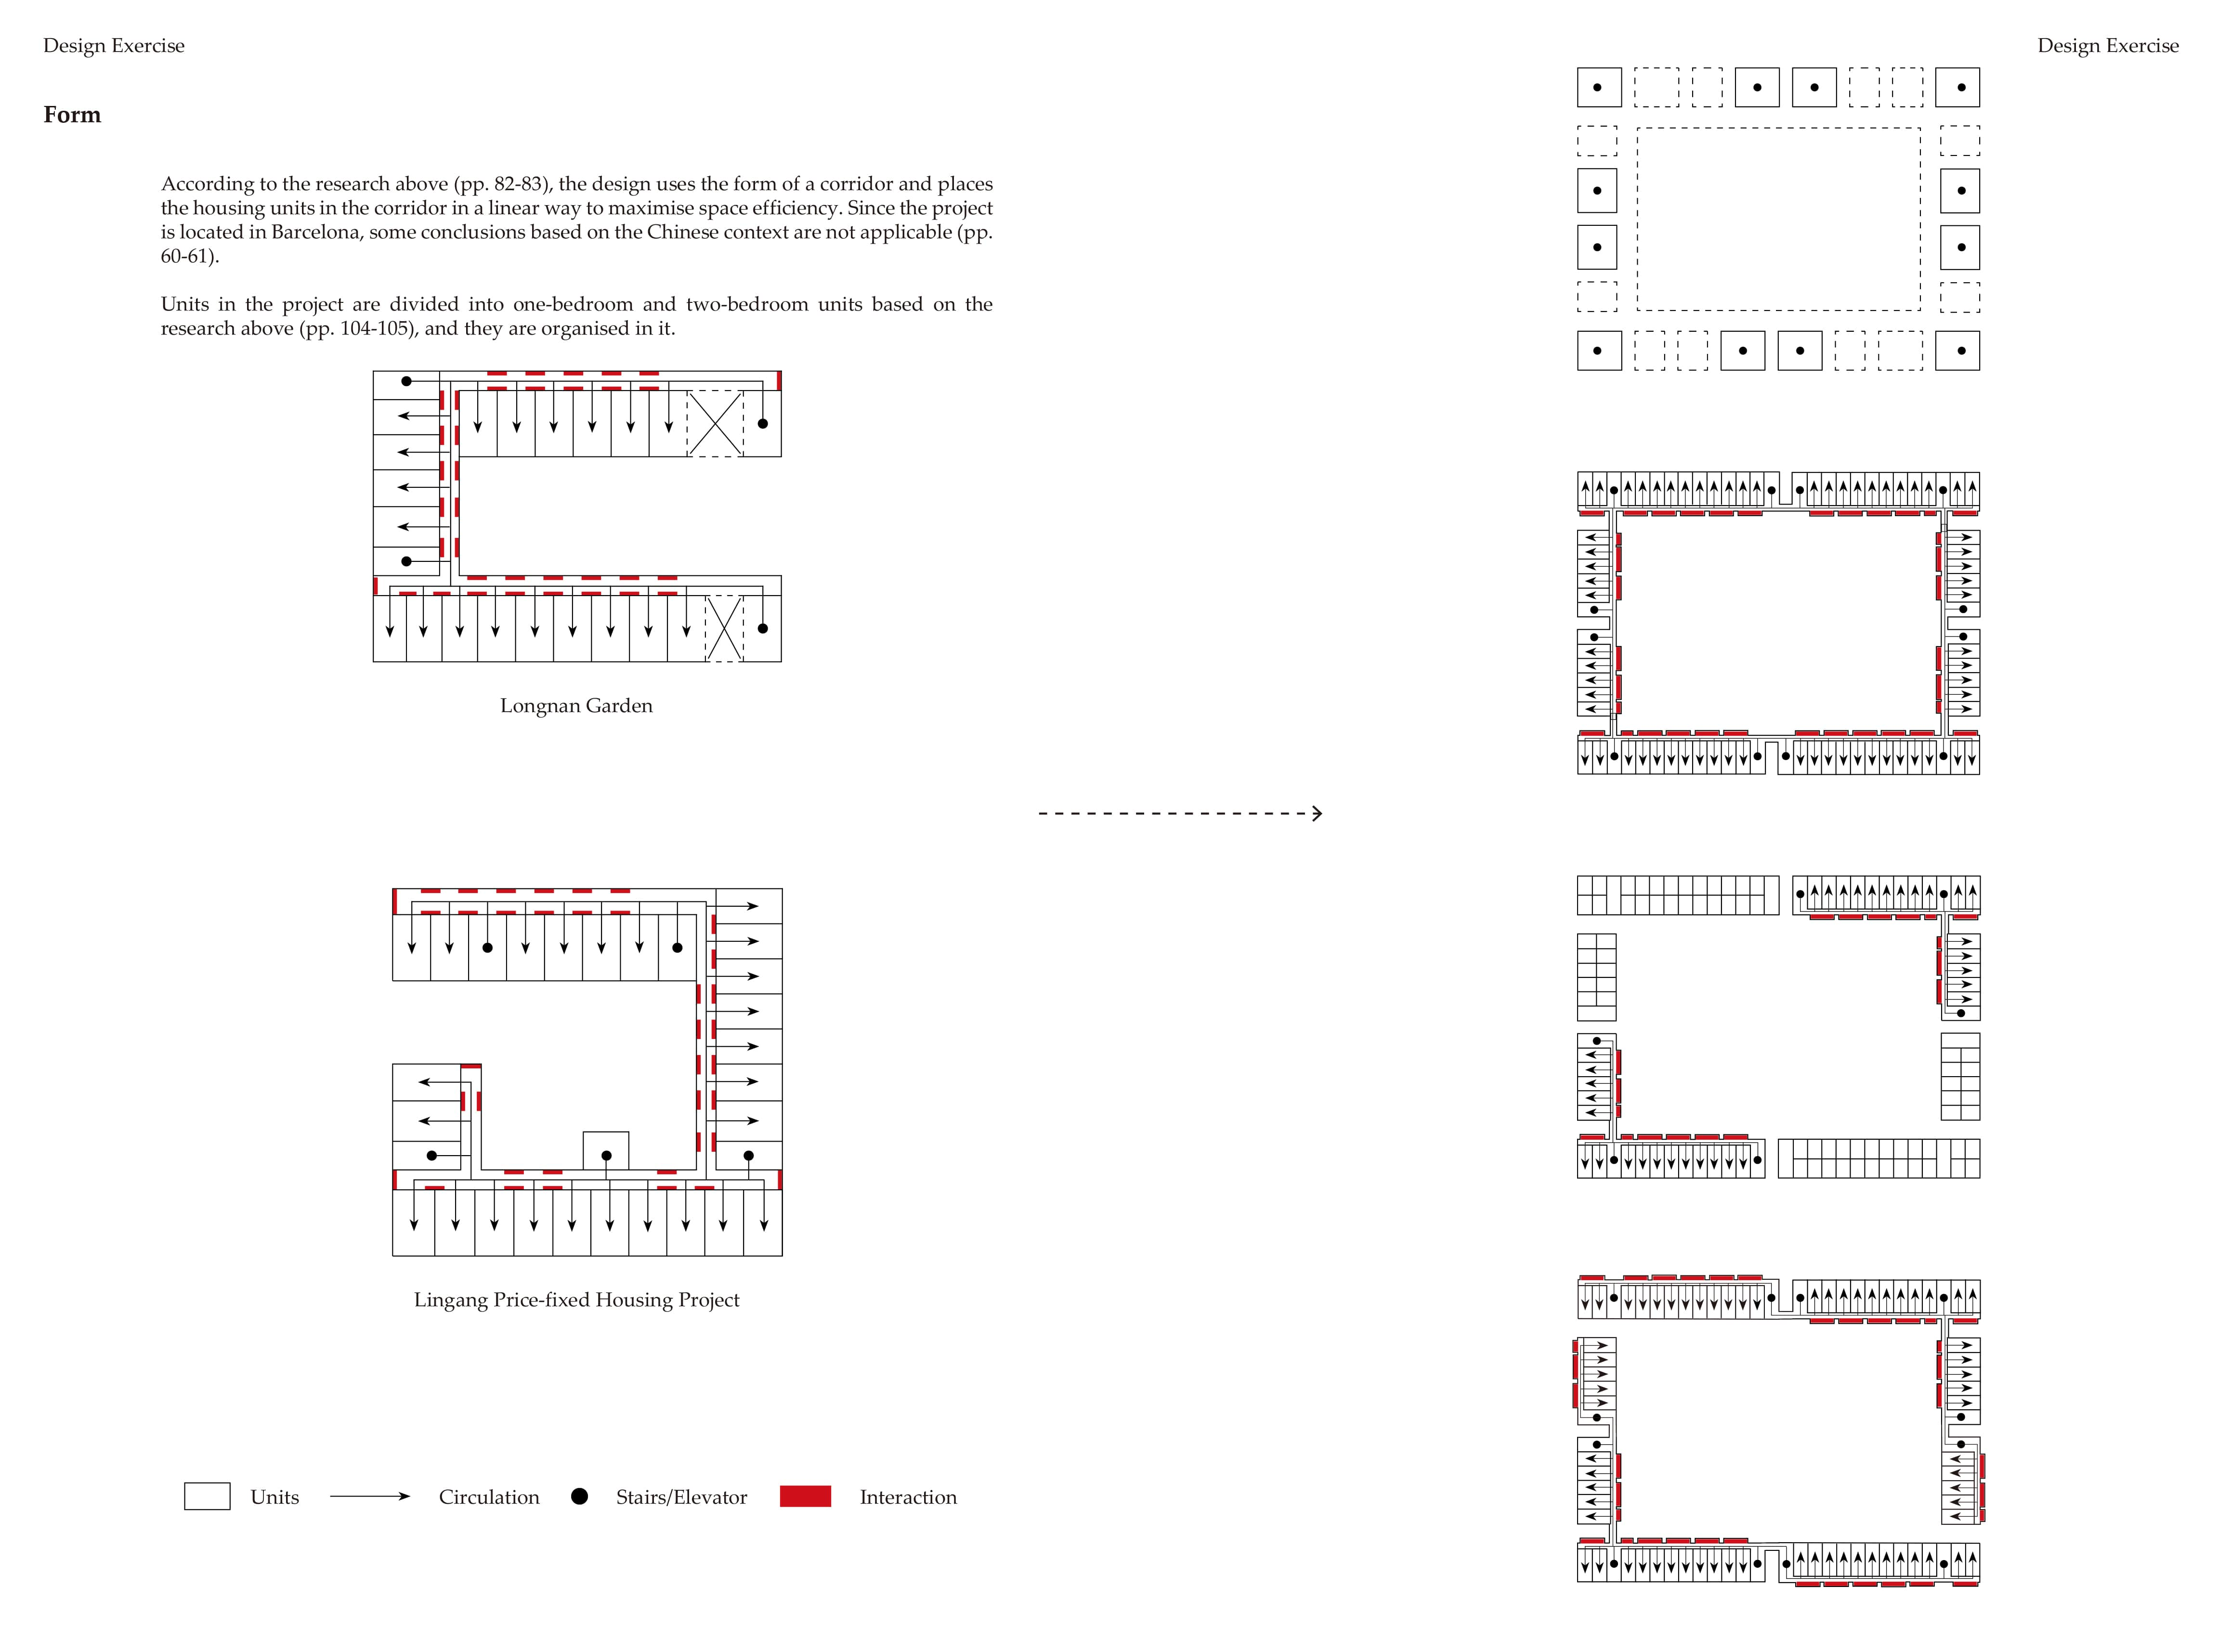 Design Exercise
Design Exercise
Form
According to the research above (pp. 82-83), the design uses the form of a corridor and places
the housing units in the corridor in a linear way to maximise space efficiency. Since the project
is located in Barcelona, some conclusions based on the Chinese context are not applicable (pp.
60-61).
Units in the project are divided into one-bedroom and two-bedroom units based on the
research above (pp. 104-105), and they are organised in it.
Longnan Garden
Lingang Price-fixed Housing Project
Units
Circulation
Stairs/Elevator
Interaction